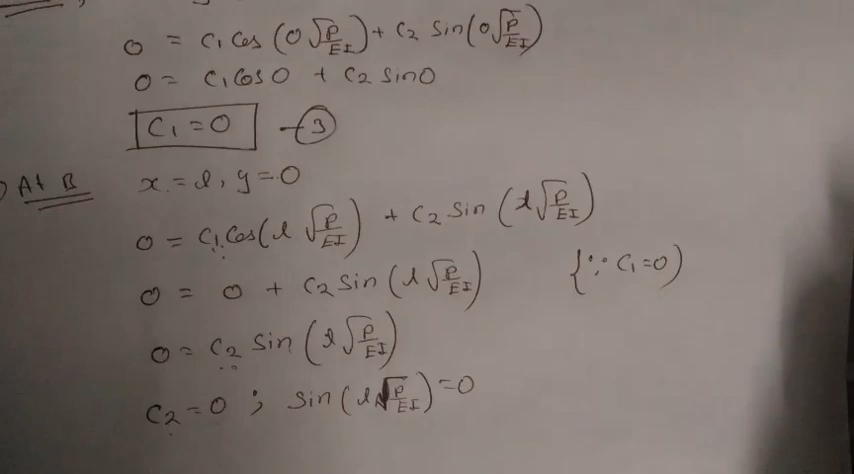 0 = C₁ Cos (0√(P/EI)) + C₂ Sin (0√(P/EI))
0 = C₁ Cos 0 + C₂ Sin 0
C₁ = 0 — ③
At B x = l, y = 0
0 = C₁ Cos (l √(P/EI)) + C₂ Sin (l√(P/EI))
0 = 0 + C₂ Sin (l√(P/EI)) {∵ C₁ = 0)
0 = C₂ Sin (l√(P/EI))
C₂ = 0 ; Sin (l√(P/EI)) = 0